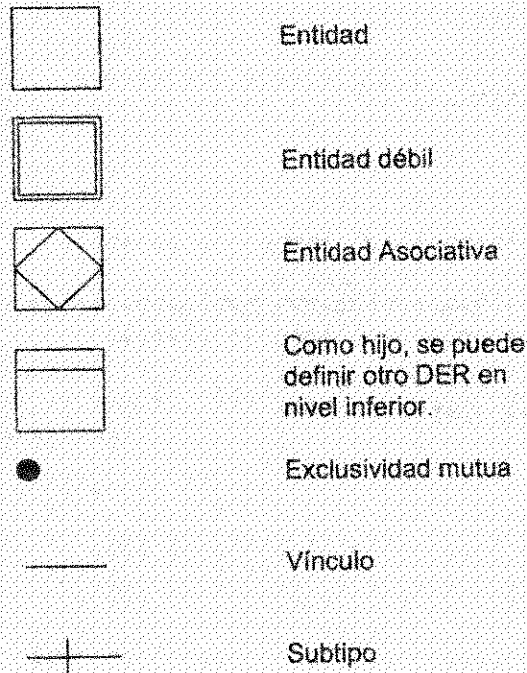 Entidad
Entidad débil
Entidad Asociativa
Como hijo, se puede
definir otro DER en
nivel inferior.
Exclusividad mutua
Vínculo
Subtipo